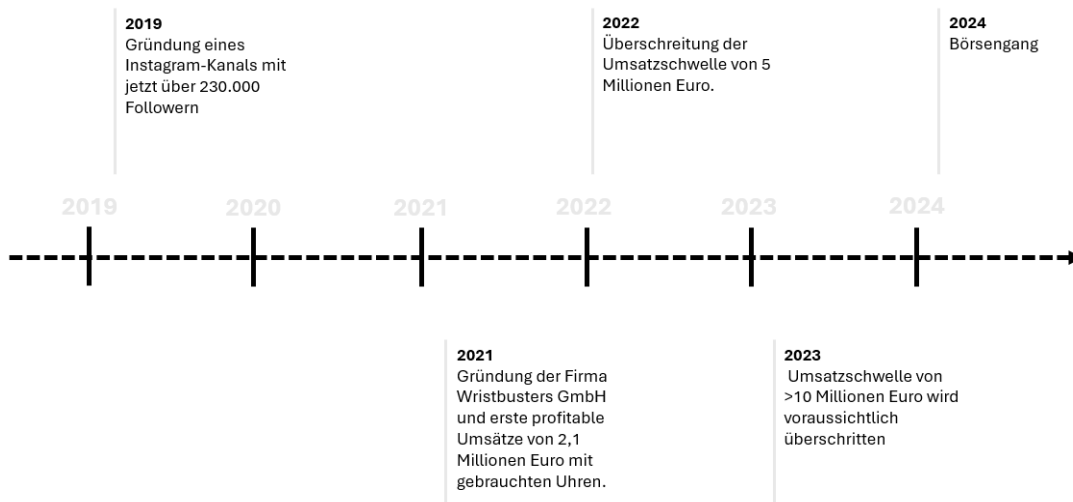 2019
Gründung eines
Instagram-Kanals mit
jetzt über 230.000
Followern
2022
Überschreitung der
Umsatzschwelle von 5
Millionen Euro.
2024
Börsengang
2019
2020
2021
2022
2023
2024
2021
Gründung der Firma
Wristbusters GmbH
und erste profitable
Umsätze von 2,1
Millionen Euro mit
gebrauchten Uhren.
2023
Umsatzschwelle von
>10 Millionen Euro wird
voraussichtlich
überschritten